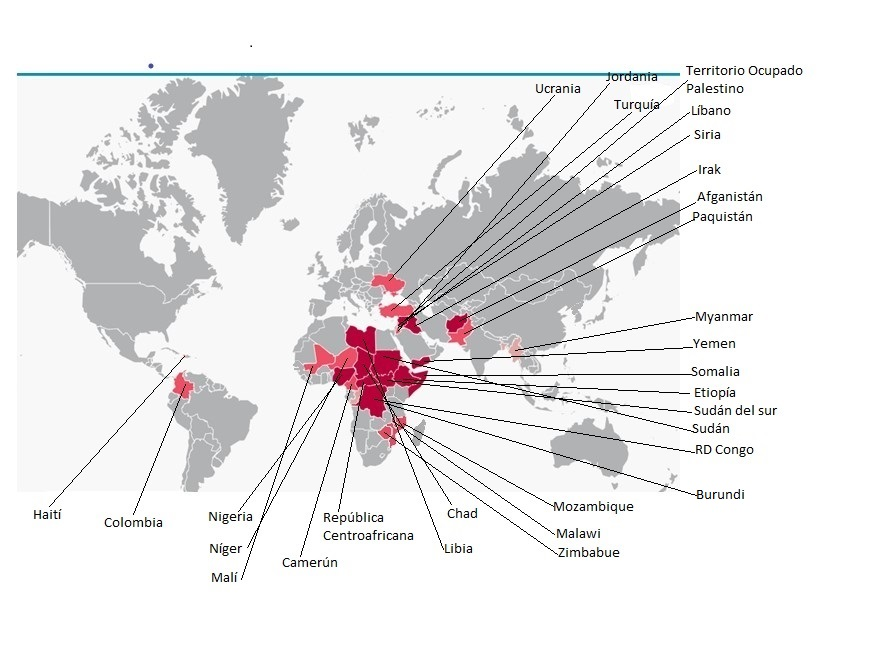 Territorio Ocupado
Palestino
Jordania
Ucrania
Turquía
Líbano
Siria
Irak
Afganistán
Paquistán
Myanmar
Yemen
Somalia
Etiopía
Sudán del sur
Sudán
RD Congo
Burundi
Haití
Colombia
Nigeria
República
Centroafricana
Chad
Mozambique
Malawi
Níger
Libia
Zimbabue
Camerún
Malí